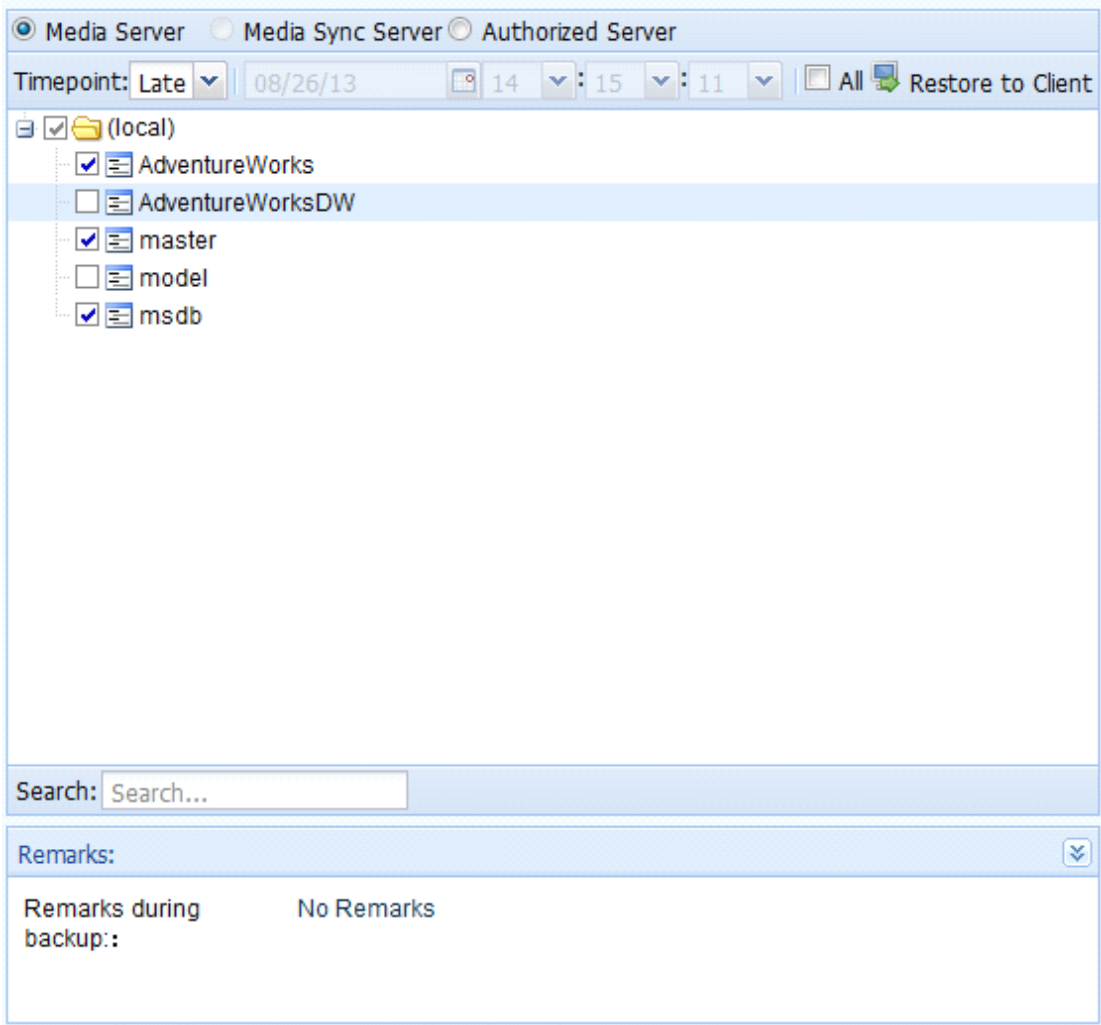 Media Server Media Sync Server Authorized Server
Timepoint: Late 08/26/13 14 : 15 : 11 All Restore to Client
(local)
AdventureWorks
AdventureWorksDW
master
model
msdb
Search: Search...
Remarks:
Remarks during No Remarks
backup::